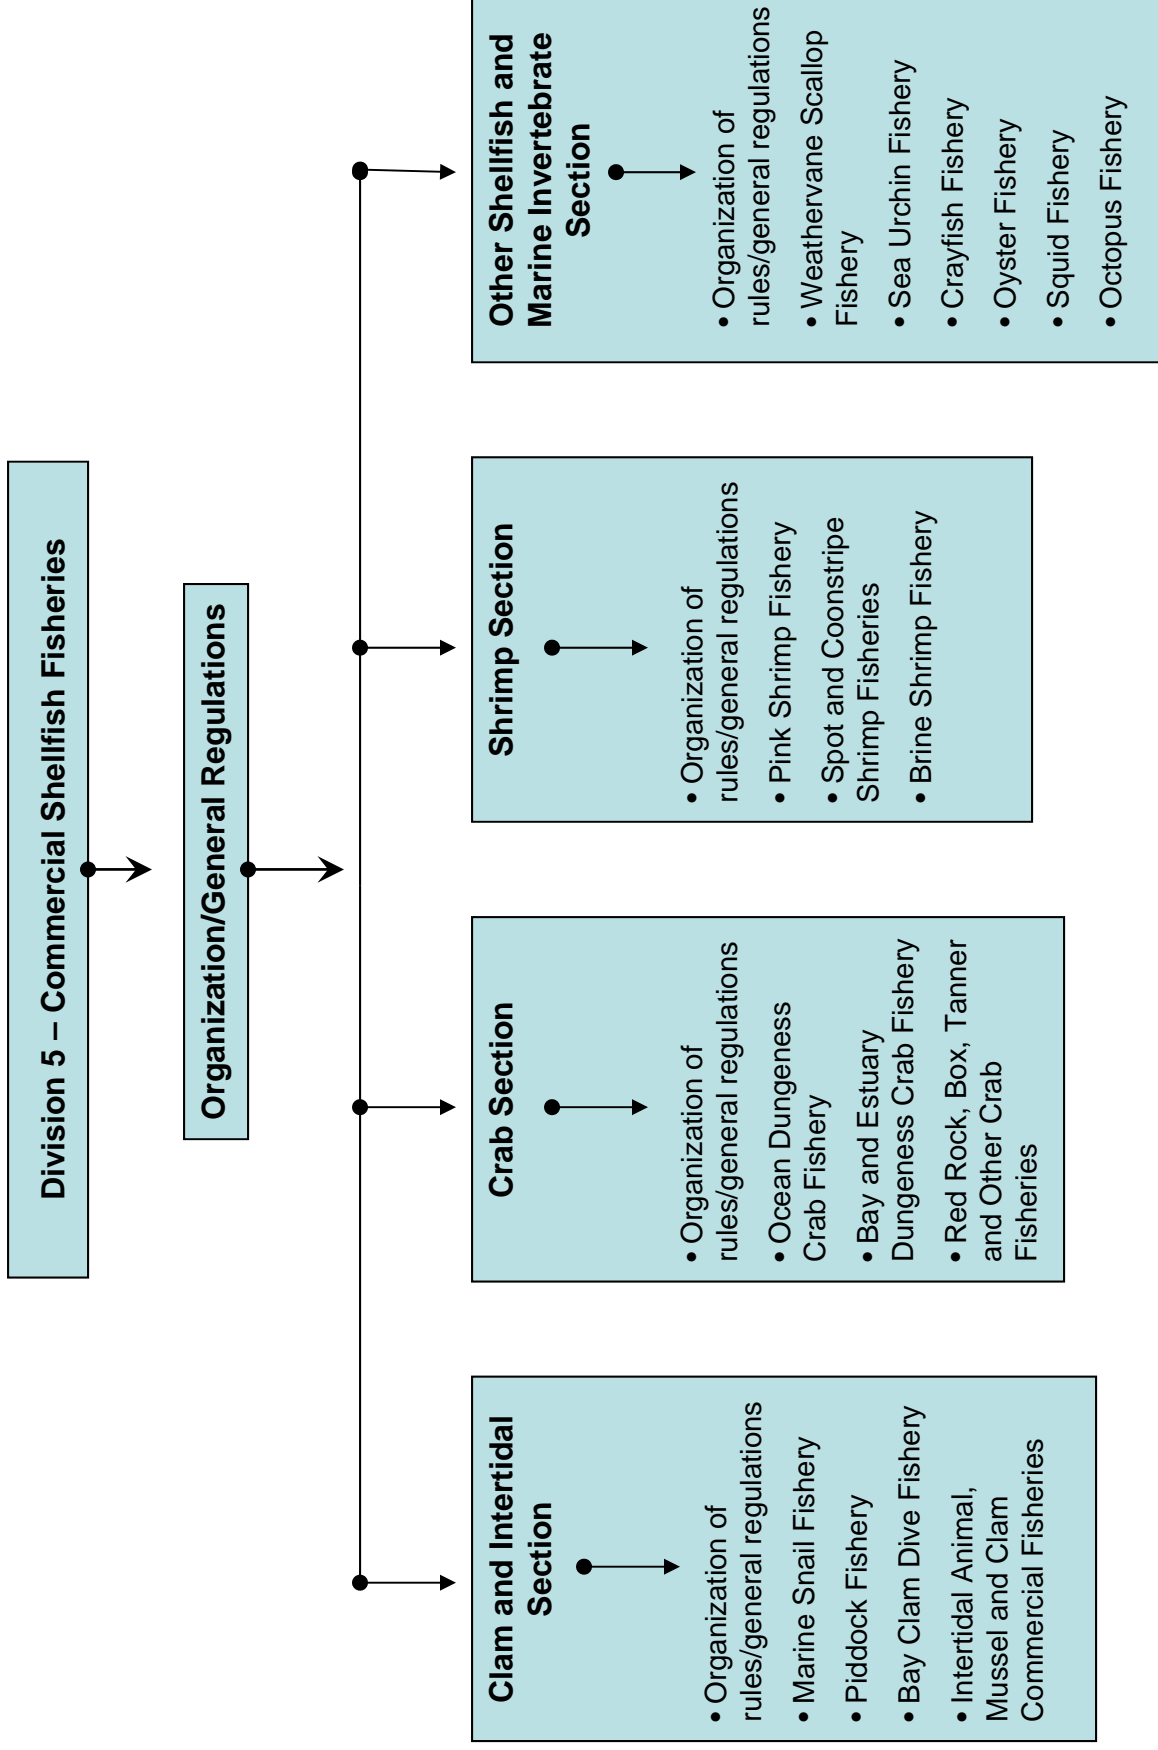 Division 5 – Commercial Shellfish Fisheries
Organization/General Regulations
Clam and Intertidal
Section
• Organization of
rules/general regulations
• Marine Snail Fishery
• Piddock Fishery
• Bay Clam Dive Fishery
• Intertidal Animal,
Mussel and Clam
Commercial Fisheries
Crab Section
• Organization of
rules/general regulations
• Ocean Dungeness
Crab Fishery
• Bay and Estuary
Dungeness Crab Fishery
• Red Rock, Box, Tanner
and Other Crab
Fisheries
Shrimp Section
• Organization of
rules/general regulations
• Pink Shrimp Fishery
• Spot and Coonstripe
Shrimp Fisheries
• Brine Shrimp Fishery
Other Shellfish and
Marine Invertebrate
Section
• Organization of
rules/general regulations
• Weathervane Scallop
Fishery
• Sea Urchin Fishery
• Crayfish Fishery
• Oyster Fishery
• Squid Fishery
• Octopus Fishery